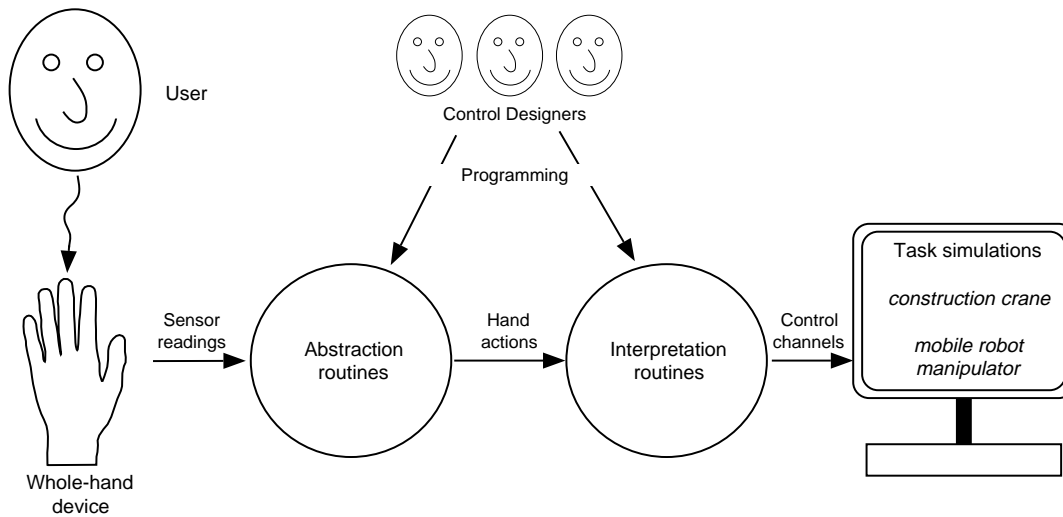 User
Control Designers
Programming
Whole-hand
device
Sensor
readings
Abstraction
routines
Hand
actions
Interpretation
routines
Control
channels
Task simulations
construction crane
mobile robot
manipulator